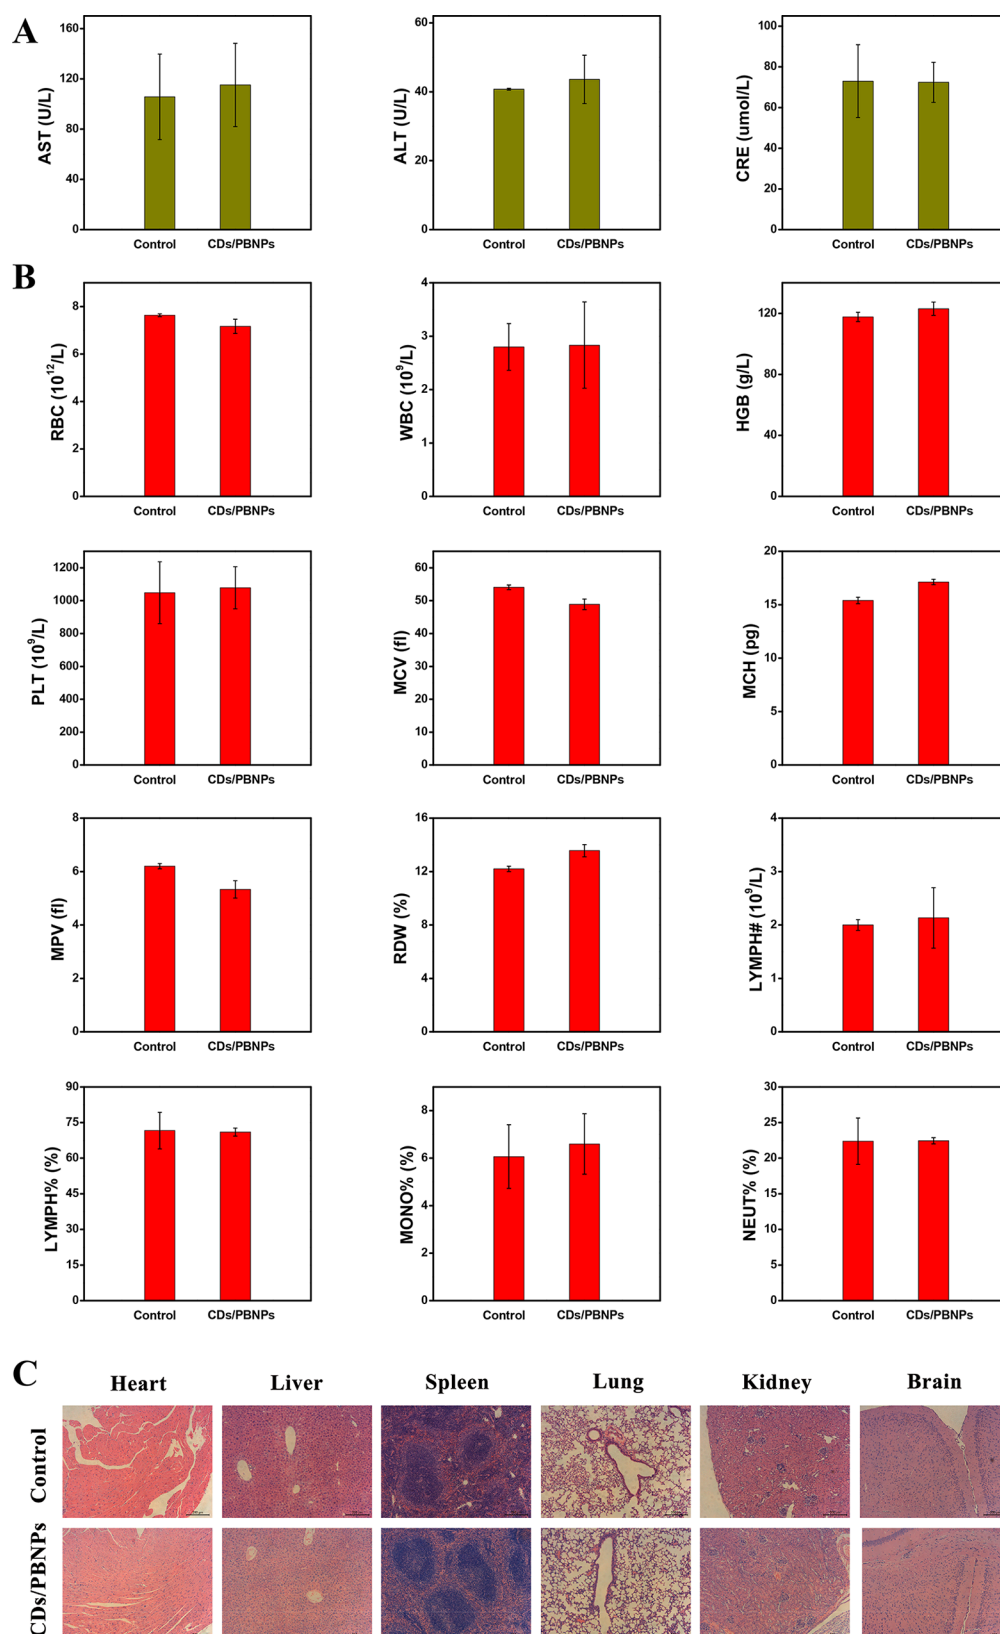 A
AST (U/L)
160
120
80
40
0
Control CDs/PBNPs
ALT (U/L)
60
40
20
0
Control CDs/PBNPs
CRE (umol/L)
100
80
60
40
20
0
Control CDs/PBNPs
B
RBC (10¹²/L)
8
6
4
2
0
Control CDs/PBNPs
WBC (10⁹/L)
4
3
2
1
0
Control CDs/PBNPs
HGB (g/L)
120
80
40
0
Control CDs/PBNPs
PLT (10⁹/L)
1200
1000
800
600
400
200
0
Control CDs/PBNPs
MCV (fl)
60
50
40
30
20
10
0
Control CDs/PBNPs
MCH (pg)
20
15
10
5
0
Control CDs/PBNPs
MPV (fl)
8
6
4
2
0
Control CDs/PBNPs
RDW (%)
16
12
8
4
0
Control CDs/PBNPs
LYMPH# (10⁹/L)
4
3
2
1
0
Control CDs/PBNPs
LYMPH% (%)
90
75
60
45
30
15
0
Control CDs/PBNPs
MONO% (%)
8
6
4
2
0
Control CDs/PBNPs
NEUT% (%)
30
25
20
15
10
5
0
Control CDs/PBNPs
C
Heart Liver Spleen Lung Kidney Brain
Control
CDs/PBNPs